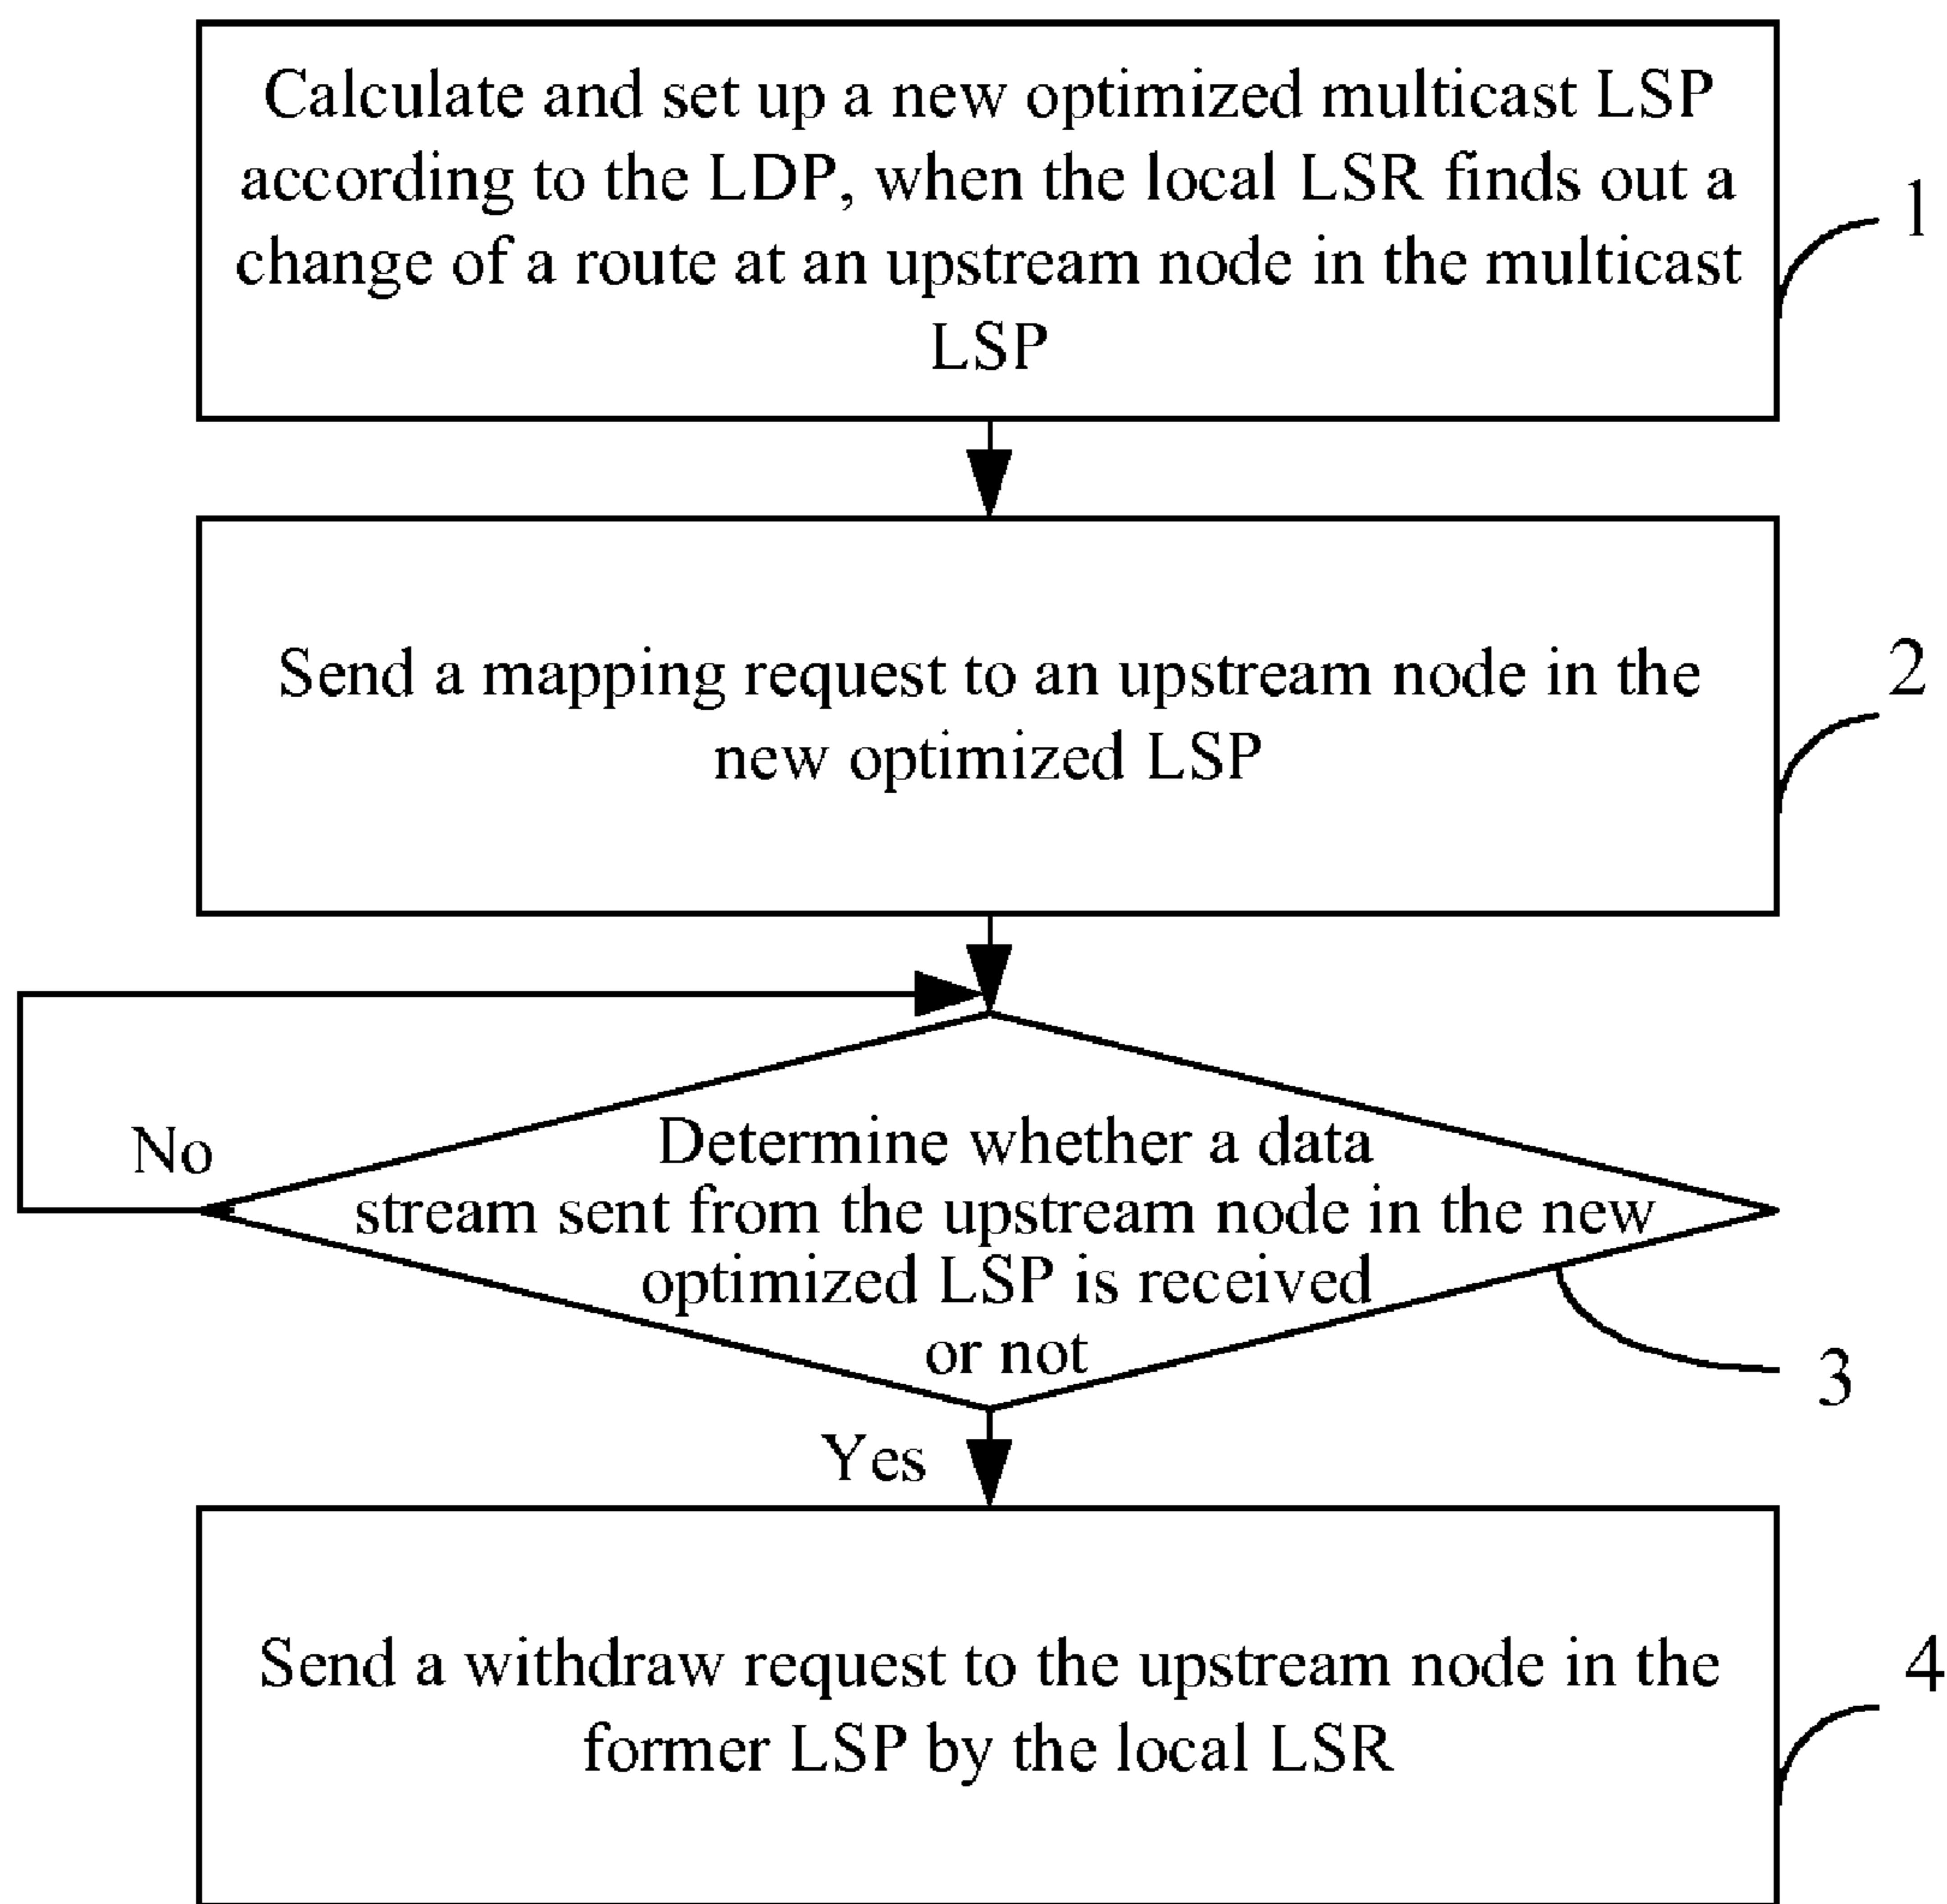 Calculate and set up a new optimized multicast LSP
according to the LDP, when the local LSR finds out a
change of a route at an upstream node in the multicast
LSP
1
Send a mapping request to an upstream node in the
new optimized LSP
2
No
Determine whether a data
stream sent from the upstream node in the new
optimized LSP is received
or not
3
Yes
Send a withdraw request to the upstream node in the
former LSP by the local LSR
4